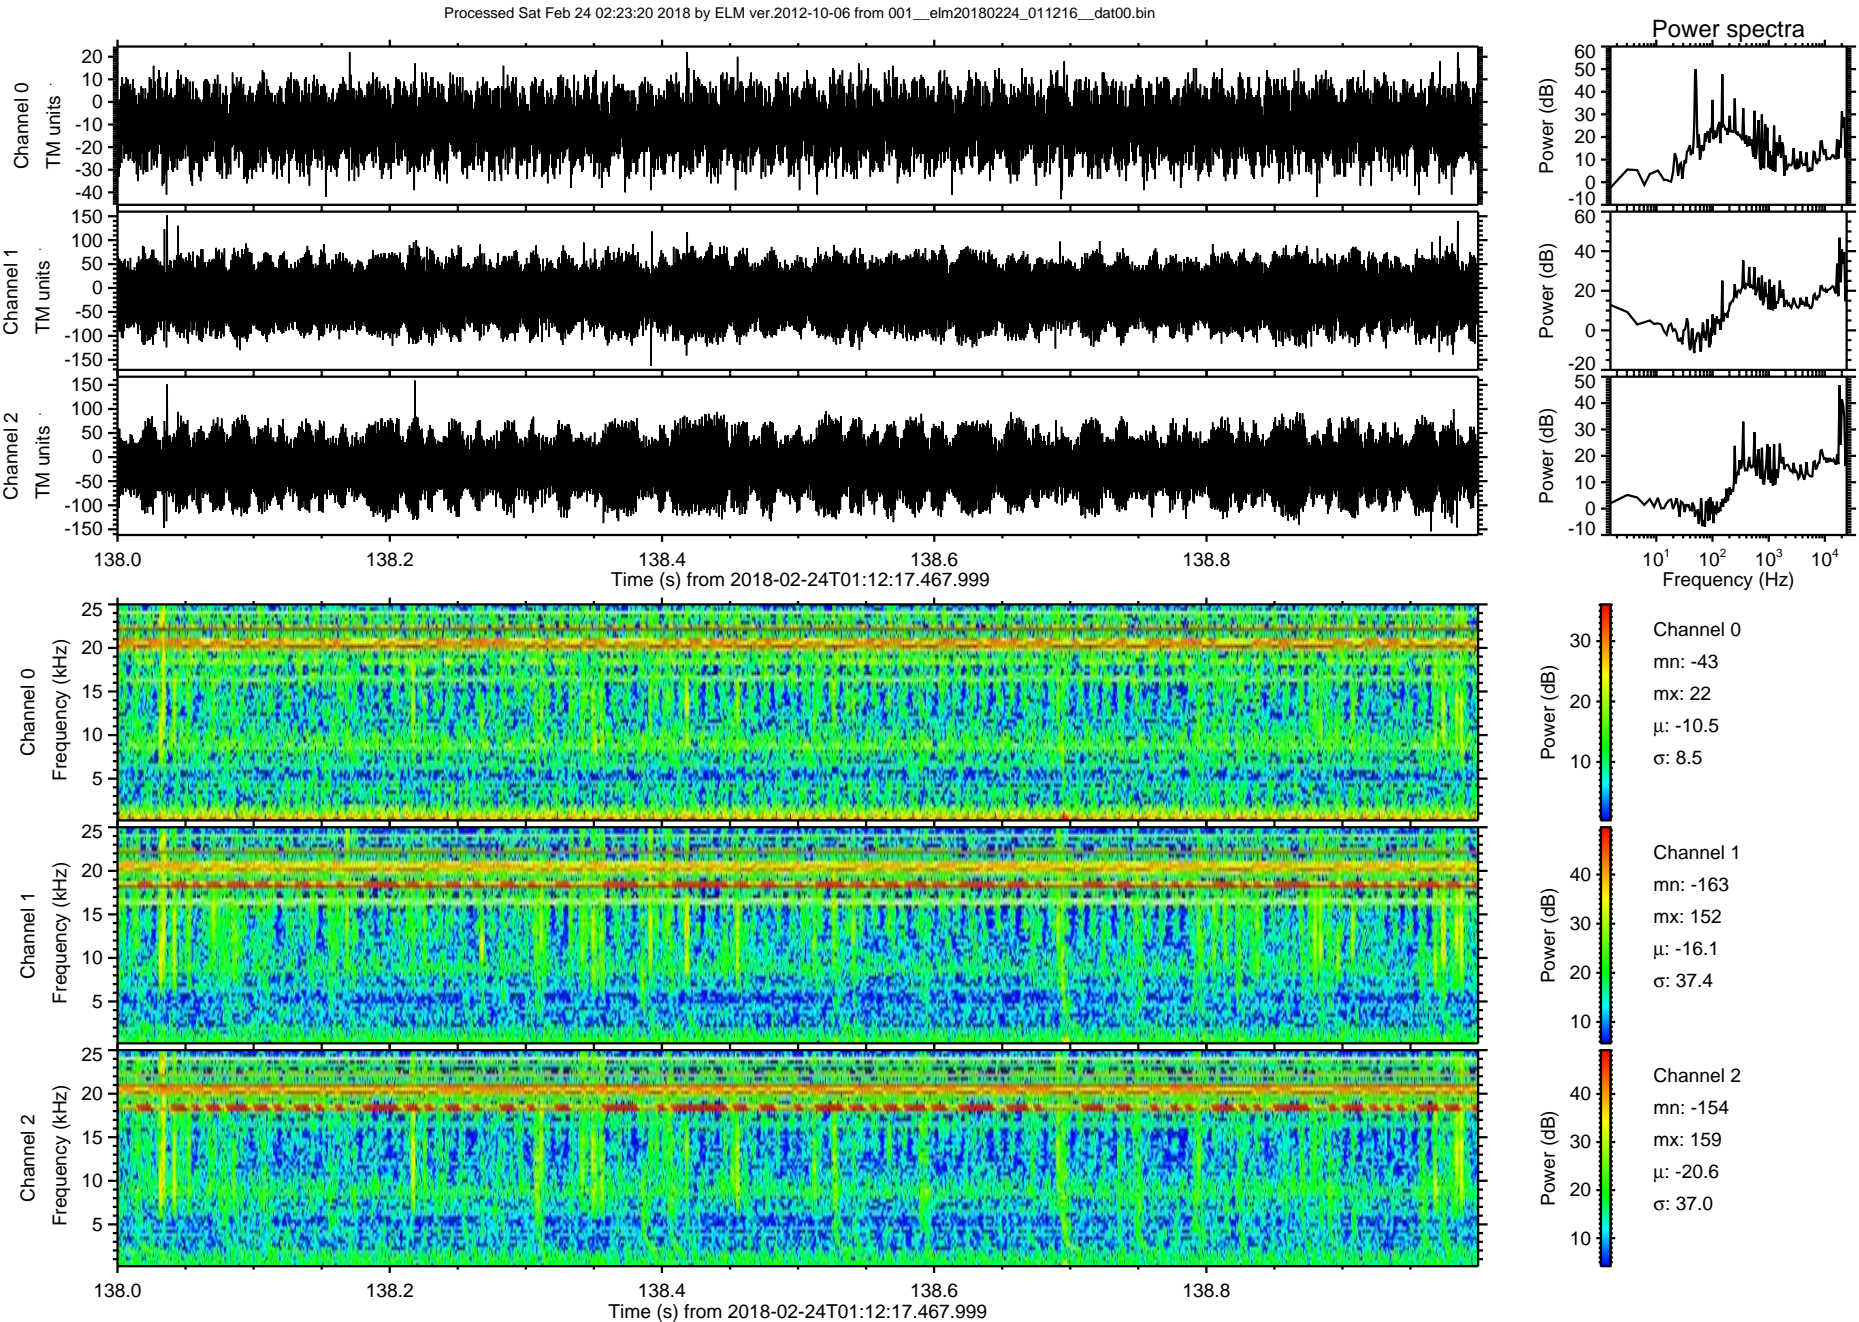 Processed Sat Feb 24 02:23:20 2018 by ELM ver.2012-10-06 from 001__elm20180224_011216__dat00.bin
Power spectra
Channel 0
TM units
20
10
0
-10
-20
-30
-40
Power (dB)
60
50
40
30
20
10
0
-10
Channel 1
TM units
150
100
50
0
-50
-100
-150
Power (dB)
60
40
20
0
-20
Channel 2
TM units
150
100
50
0
-50
-100
-150
Power (dB)
50
40
30
20
10
0
-10
138.0 138.2 138.4 138.6 138.8
Time (s) from 2018-02-24T01:12:17.467.999
10^1 10^2 10^3 10^4
Frequency (Hz)
Channel 0
Frequency (kHz)
25
20
15
10
5
Power (dB)
30
20
10
Channel 0
mn: -43
mx: 22
μ: -10.5
σ: 8.5
Channel 1
Frequency (kHz)
25
20
15
10
5
Power (dB)
40
30
20
10
Channel 1
mn: -163
mx: 152
μ: -16.1
σ: 37.4
Channel 2
Frequency (kHz)
25
20
15
10
5
Power (dB)
40
30
20
10
Channel 2
mn: -154
mx: 159
μ: -20.6
σ: 37.0
138.0 138.2 138.4 138.6 138.8
Time (s) from 2018-02-24T01:12:17.467.999